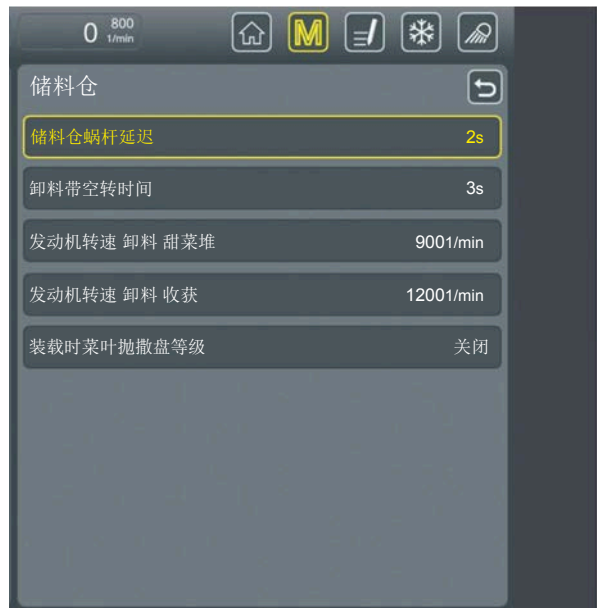 0 800
1/min
M
储料仓
储料仓蜗杆延迟 2s
卸料带空转时间 3s
发动机转速 卸料 甜菜堆 9001/min
发动机转速 卸料 收获 12001/min
装载时菜叶抛撒盘等级 关闭